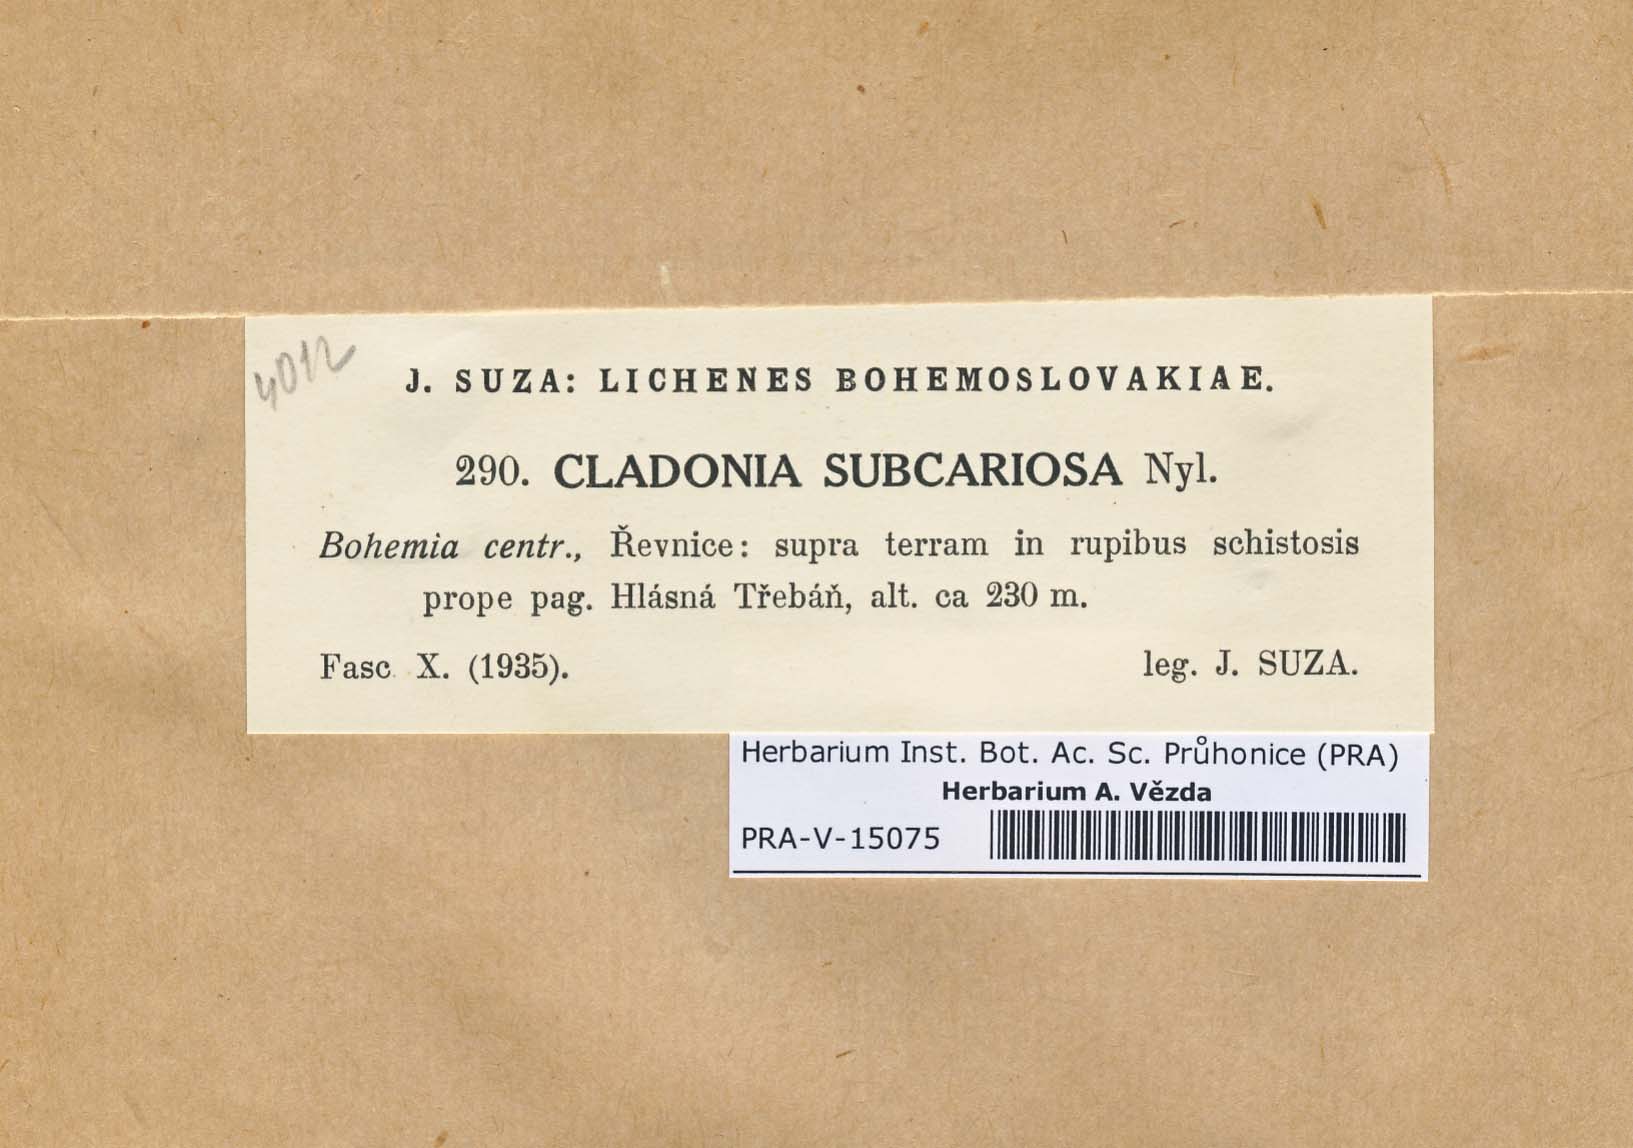 4012
J. SUZA: LICHENES BOHEMOSLOVAKIAE.
290. CLADONIA SUBCARIOSA Nyl.
Bohemia centr., Řevnice: supra terram in rupibus schistosis
prope pag. Hlásná Třebáň, alt. ca 230 m.
Fasc. X. (1935). leg. J. SUZA.
Herbarium Inst. Bot. Ac. Sc. Průhonice (PRA)
Herbarium A. Vězda
PRA-V-15075